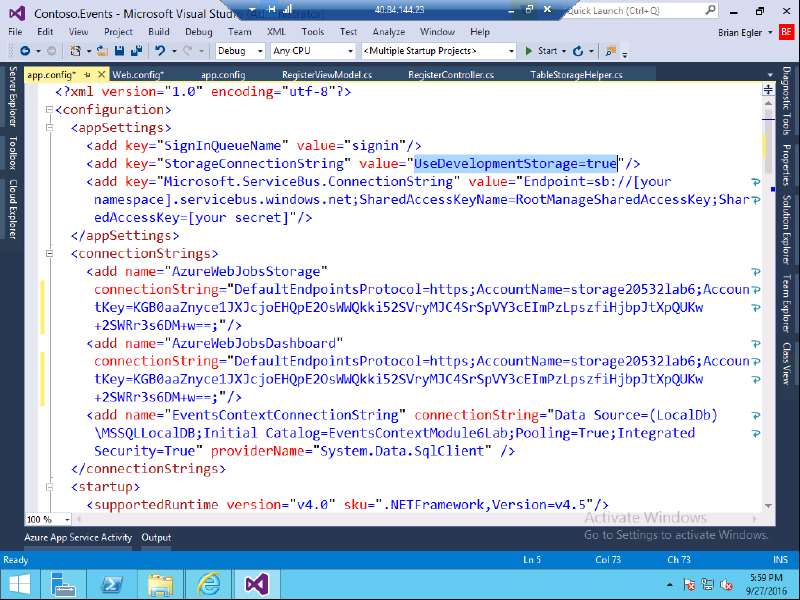 Contoso.Events - Microsoft Visual Stud
40.84.144.23
Quick Launch (Ctrl+Q)
File Edit View Project Build Debug Team XML Tools Test Analyze Window Help
Brian Egler BE
Debug Any CPU <Multiple Startup Projects> Start
app.config* Web.config* app.config RegisterViewModel.cs RegisterController.cs TableStorageHelper.cs
Server Explorer
Toolbox
Cloud Explorer
<?xml version="1.0" encoding="utf-8"?>
<configuration>
<appSettings>
<add key="SignInQueueName" value="signin"/>
<add key="StorageConnectionString" value="UseDevelopmentStorage=true"/>
<add key="Microsoft.ServiceBus.ConnectionString" value="Endpoint=sb://[your
namespace].servicebus.windows.net;SharedAccessKeyName=RootManageSharedAccessKey;Shar
edAccessKey=[your secret]"/>
</appSettings>
<connectionStrings>
<add name="AzureWebJobsStorage"
connectionString="DefaultEndpointsProtocol=https;AccountName=storage20532lab6;Accoun
tKey=KGB0aaZnyce1JXJcjoEHQpE2OsWWQkki52SVryMJC4SrSpVY3cEImPzLpszfiHjbpJtXpQUKw
+2SWRr3s6DM+w==;"/>
<add name="AzureWebJobsDashboard"
connectionString="DefaultEndpointsProtocol=https;AccountName=storage20532lab6;Accoun
tKey=KGB0aaZnyce1JXJcjoEHQpE2OsWWQkki52SVryMJC4SrSpVY3cEImPzLpszfiHjbpJtXpQUKw
+2SWRr3s6DM+w==;"/>
<add name="EventsContextConnectionString" connectionString="Data Source=(LocalDb)
\MSSQLLocalDB;Initial Catalog=EventsContextModule6Lab;Pooling=True;Integrated
Security=True" providerName="System.Data.SqlClient" />
</connectionStrings>
<startup>
<supportedRuntime version="v4.0" sku=".NETFramework,Version=v4.5"/>
Diagnostic Tools
Properties
Solution Explorer
Team Explorer
Class View
100 %
Activate Windows
Go to Settings to activate Windows.
Azure App Service Activity Output
Ready Ln 5 Col 73 Ch 73 INS
5:59 PM
9/27/2016